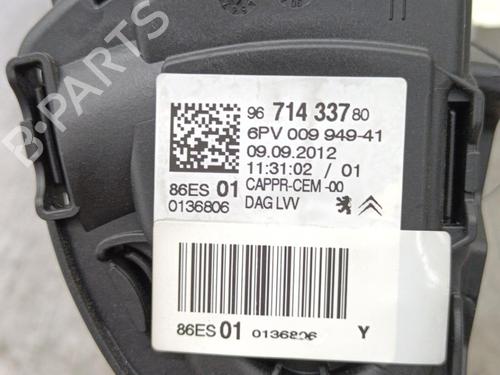 96 714 337 80
6PV 009 949-41
09.09.2012
11:31:02 / 01
86ES 01 CAPPR-CEM -00
0136806 DAG LVV
86ES 01 0136806 Y
B-PARTS